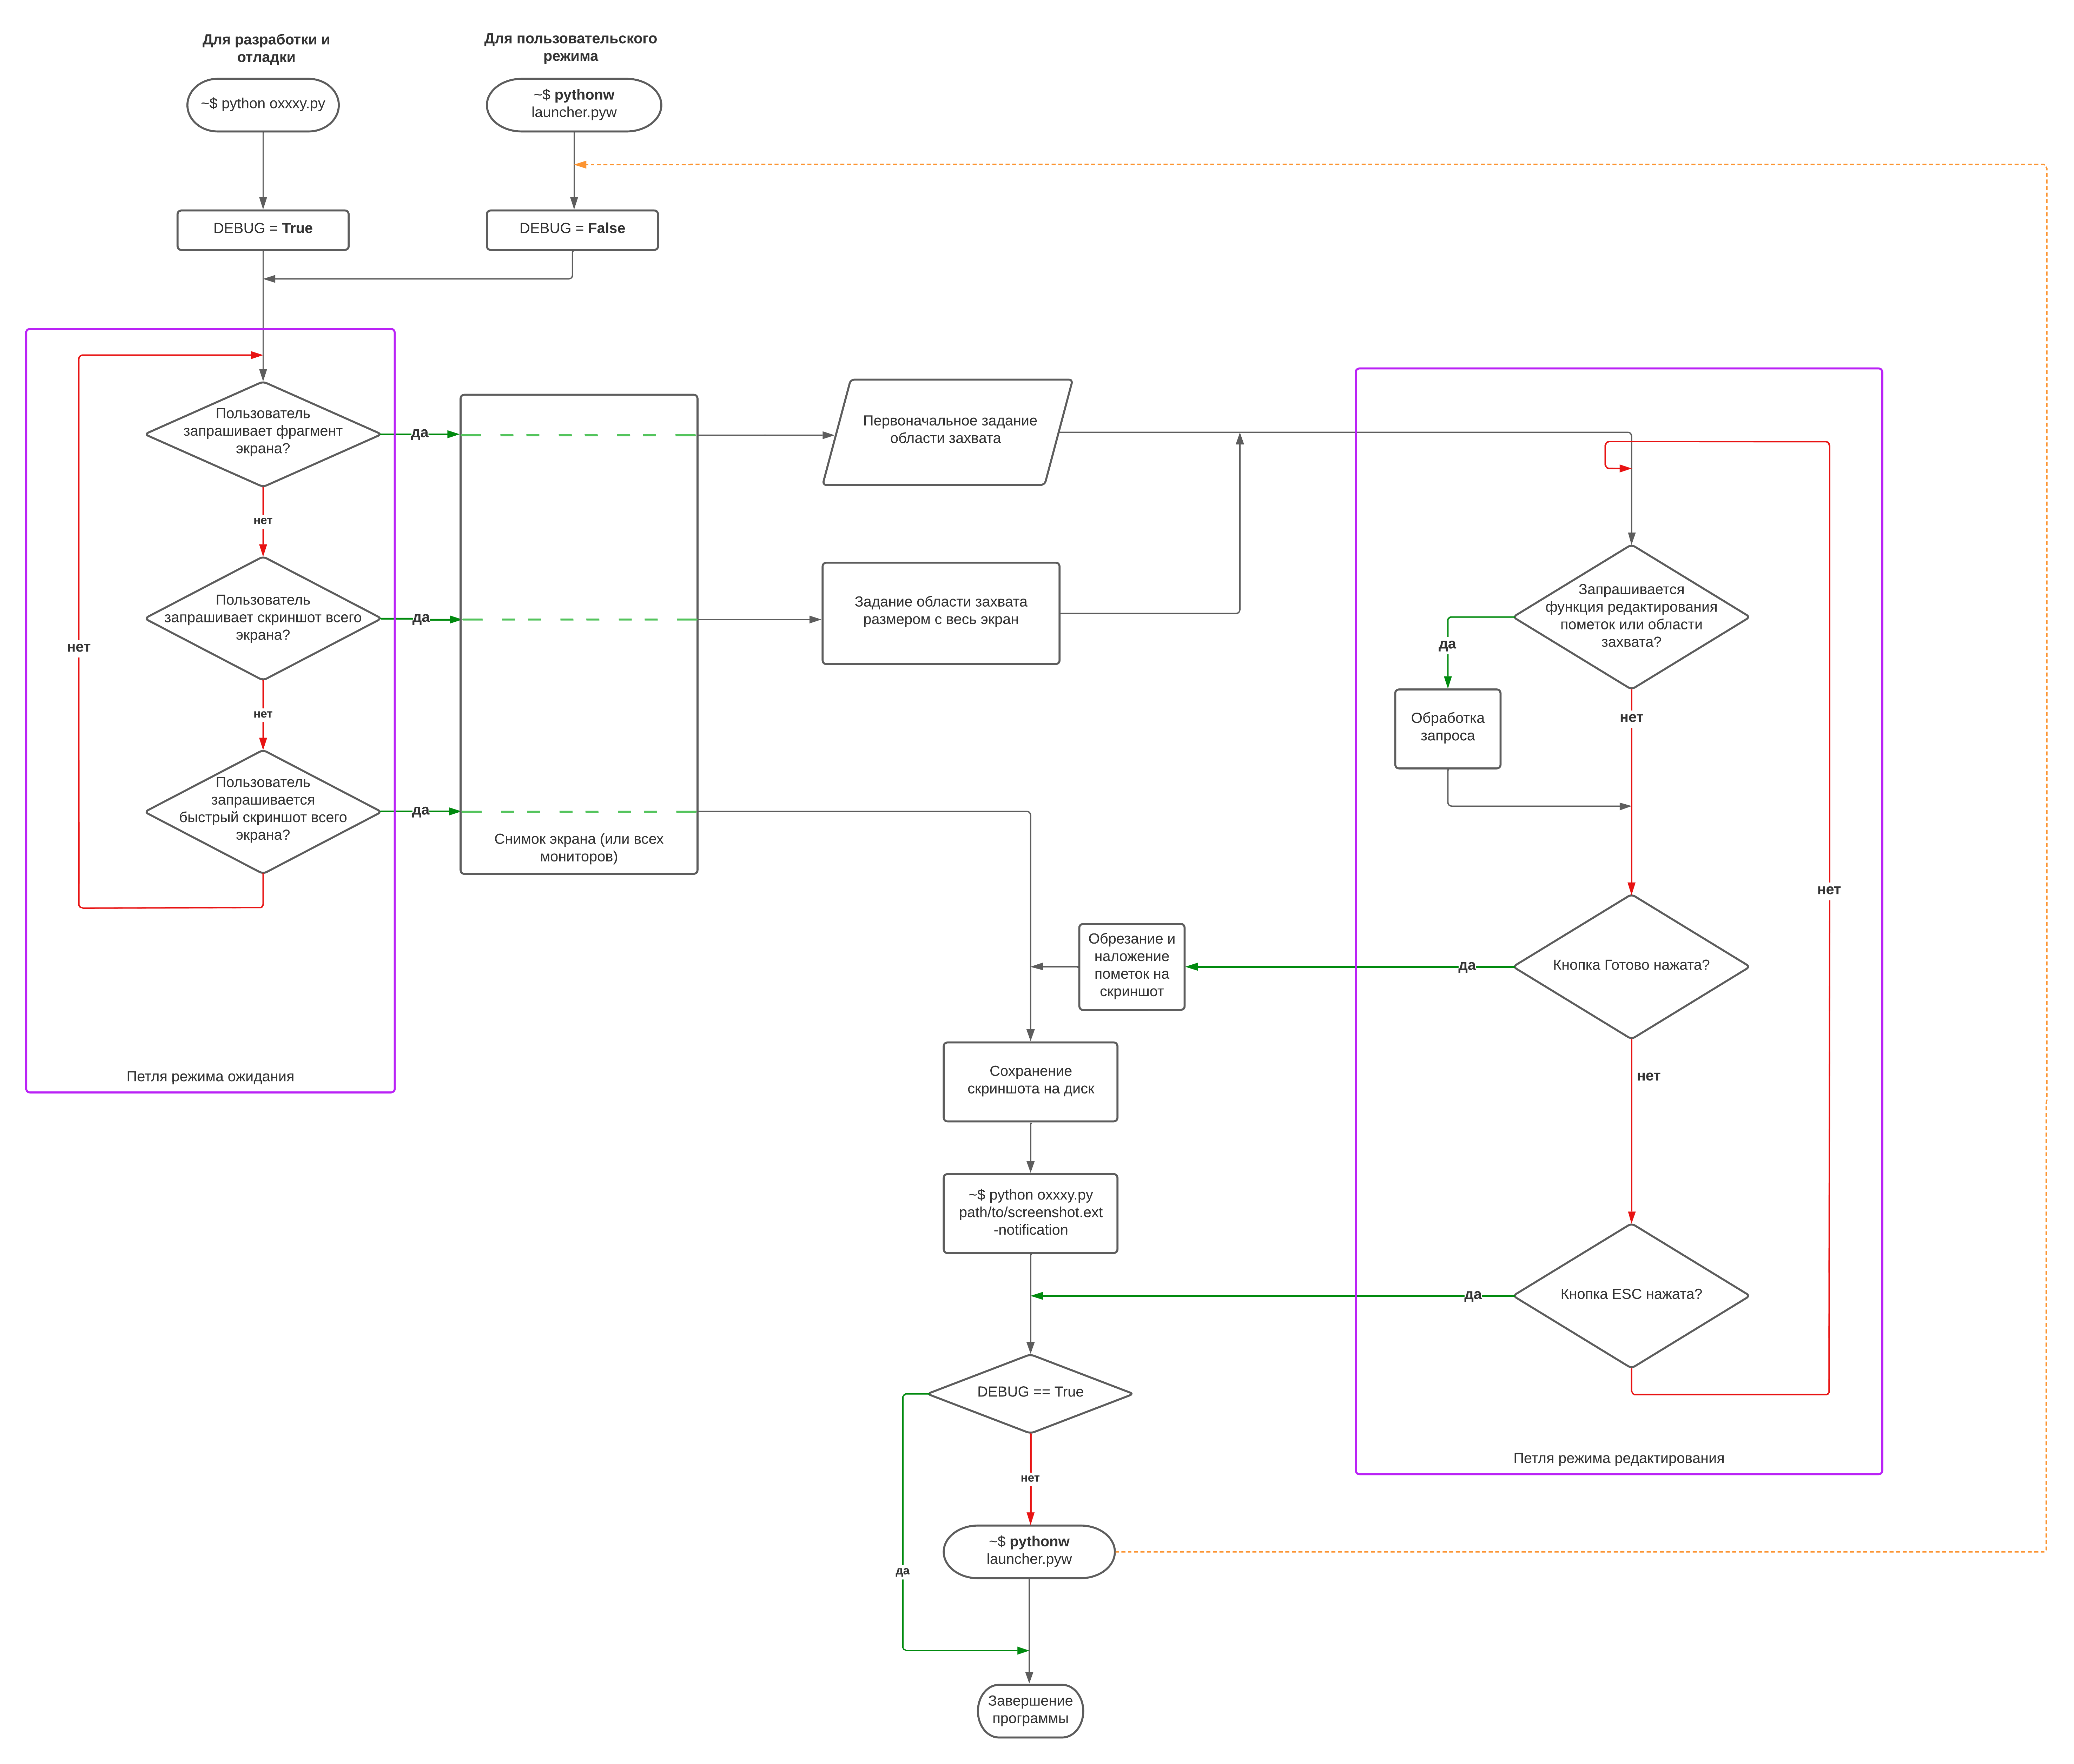 Для разработки и
отладки
Для пользовательского
режима
~$ python oxxxy.py
~$ pythonw
launcher.pyw
DEBUG = True
DEBUG = False
Пользователь
запрашивает фрагмент
экрана?
да
нет
Пользователь
запрашивает скриншот всего
экрана?
да
нет
нет
Пользователь
запрашивается
быстрый скриншот всего
экрана?
да
Петля режима ожидания
Снимок экрана (или всех
мониторов)
Первоначальное задание
области захвата
Задание области захвата
размером с весь экран
Запрашивается
функция редактирования
пометок или области
захвата?
да
Обработка
запроса
нет
нет
Кнопка Готово нажата?
да
Обрезание и
наложение
пометок на
скриншот
нет
Кнопка ESC нажата?
да
Петля режима редактирования
Сохранение
скриншота на диск
~$ python oxxxy.py
path/to/screenshot.ext
-notification
DEBUG == True
нет
да
~$ pythonw
launcher.pyw
Завершение
программы